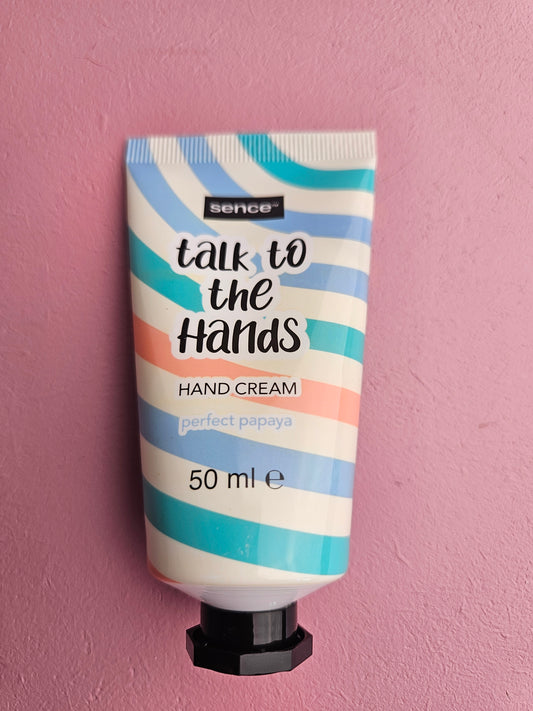 sence
talk to
the
Hands
HAND CREAM
perfect papaya
50 ml ℮